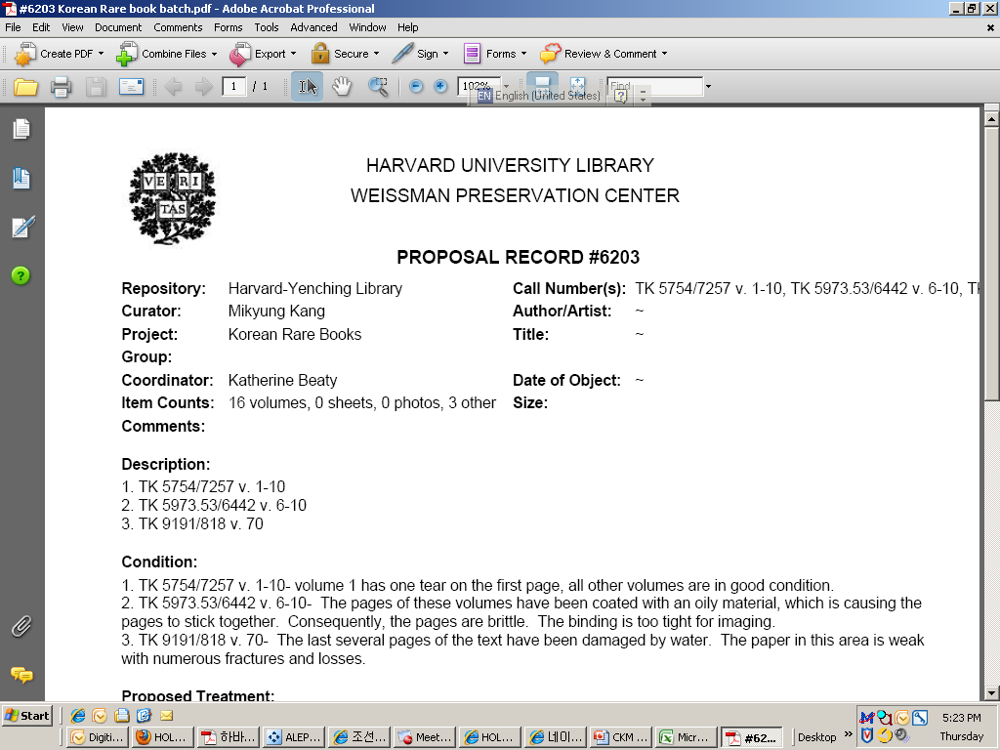 #6203 Korean Rare book batch.pdf - Adobe Acrobat Professional
File Edit View Document Comments Forms Tools Advanced Window Help
Create PDF Combine Files Export Secure Sign Forms Review & Comment
1 / 1 102% Find
EN English (United States)
VE RI
TAS
HARVARD UNIVERSITY LIBRARY
WEISSMAN PRESERVATION CENTER
PROPOSAL RECORD #6203
Repository: Harvard-Yenching Library Call Number(s): TK 5754/7257 v. 1-10, TK 5973.53/6442 v. 6-10, T
Curator: Mikyung Kang Author/Artist: ~
Project: Korean Rare Books Title: ~
Group:
Coordinator: Katherine Beaty Date of Object: ~
Item Counts: 16 volumes, 0 sheets, 0 photos, 3 other Size:
Comments:
Description:
1. TK 5754/7257 v. 1-10
2. TK 5973.53/6442 v. 6-10
3. TK 9191/818 v. 70
Condition:
1. TK 5754/7257 v. 1-10- volume 1 has one tear on the first page, all other volumes are in good condition.
2. TK 5973.53/6442 v. 6-10- The pages of these volumes have been coated with an oily material, which is causing the
pages to stick together. Consequently, the pages are brittle. The binding is too tight for imaging.
3. TK 9191/818 v. 70- The last several pages of the text have been damaged by water. The paper in this area is weak
with numerous fractures and losses.
Proposed Treatment:
Start 5:23 PM
Digiti... HOL... 하바... ALEP... 조선... Meet... HOL... 네이... CKM ... Micr... #62... Desktop » Thursday